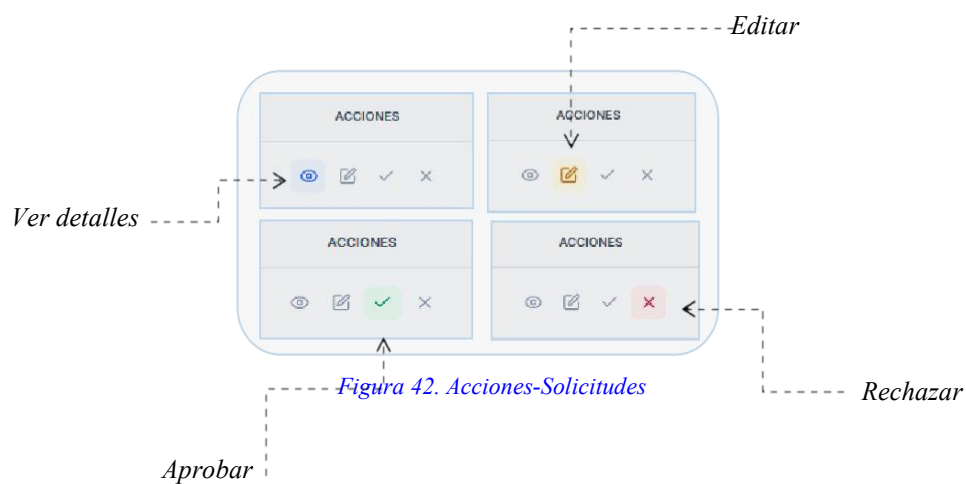 Editar
ACCIONES
ACCIONES
Ver detalles
ACCIONES
ACCIONES
Figura 42. Acciones-Solicitudes
Rechazar
Aprobar